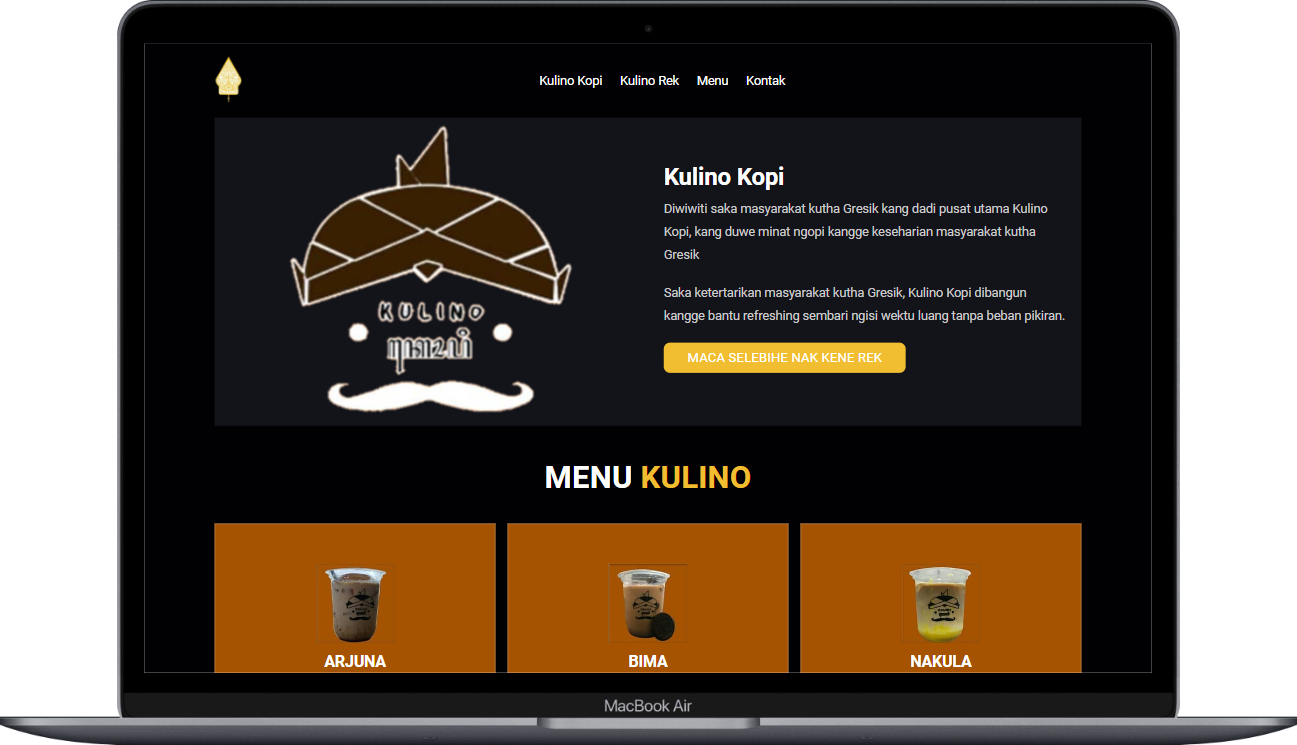 Kulino Kopi Kulino Rek Menu Kontak
KULINO
Kulino Kopi
Diwiwiti saka masyarakat kutha Gresik kang dadi pusat utama Kulino
Kopi, kang duwe minat ngopi kangge keseharian masyarakat kutha
Gresik
Saka ketertarikan masyarakat kutha Gresik, Kulino Kopi dibangun
kangge bantu refreshing sembari ngisi wektu luang tanpa beban pikiran.
MACA SELEBIHE NAK KENE REK
MENU KULINO
ARJUNA BIMA NAKULA
MacBook Air